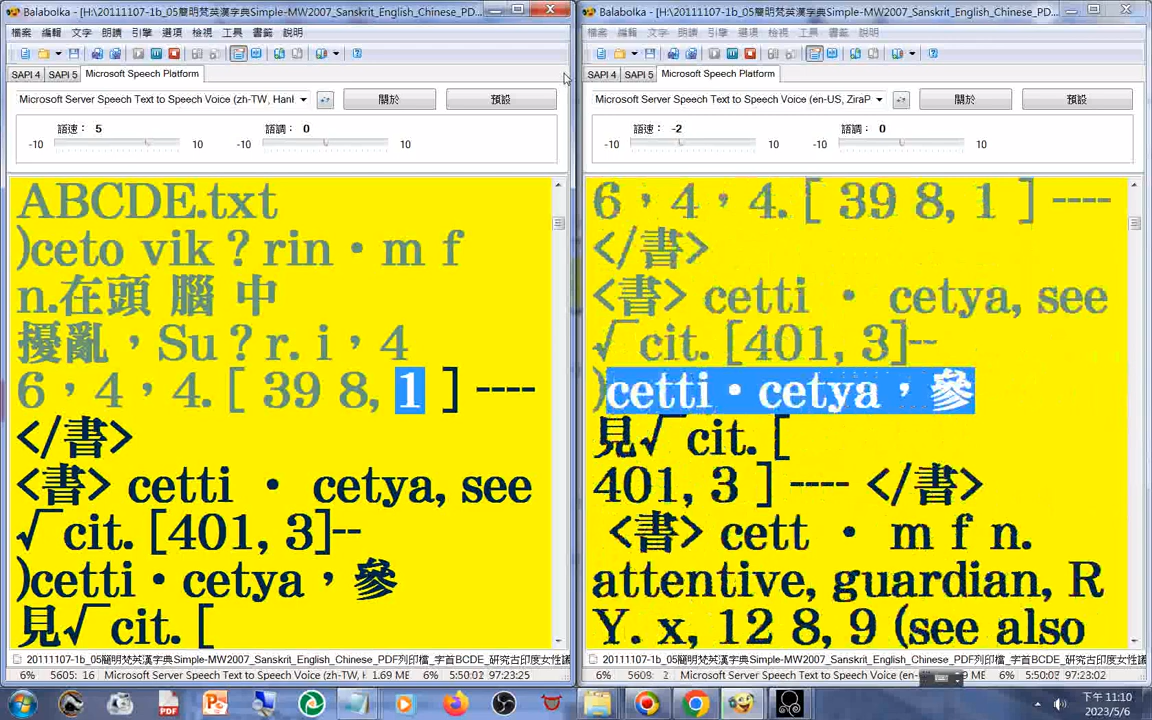 Balabolka - [H:\20111107-1b_05簡明梵英漢字典Simple-MW2007_Sanskrit_English_Chinese_PD...
檔案 編輯 文字 朗讀 引擎 選項 檢視 工具 書籤 說明
SAPI 4 SAPI 5 Microsoft Speech Platform
Microsoft Server Speech Text to Speech Voice (zh-TW, HanH
關於 預設
語速： 5 語調： 0
-10 10 -10 10
ABCDE.txt
)ceto vik？rin・m f
n.在頭 腦 中
擾亂，Su？r. i，4
6，4，4. [ 39 8, 1 ] ----
</書>
<書> cetti ・ cetya, see
√ cit. [401, 3]--
)cetti・cetya，參
見√ cit. [
20111107-1b_05簡明梵英漢字典Simple-MW2007_Sanskrit_English_Chinese_PDF列印檔_字首BCDE_研究古印度女性議
6% 5605: 16 Microsoft Server Speech Text to Speech Voice (zh-TW, H 1.69 ME 6% 5:50:02 97:23:25
Balabolka - [H:\20111107-1b_05簡明梵英漢字典Simple-MW2007_Sanskrit_English_Chinese_PD...
檔案 編輯 文字 朗讀 引擎 選項 檢視 工具 書籤 說明
SAPI 4 SAPI 5 Microsoft Speech Platform
Microsoft Server Speech Text to Speech Voice (en-US, ZiraP
關於 預設
語速： -2 語調： 0
-10 10 -10 10
6，4，4. [ 39 8, 1 ] ----
</書>
<書> cetti ・ cetya, see
√ cit. [401, 3]--
)cetti・cetya，參
見√ cit. [
401, 3 ] ---- </書>
<書> cett ・ m f n.
attentive, guardian, R
Y. x, 12 8, 9 (see also
20111107-1b_05簡明梵英漢字典Simple-MW2007_Sanskrit_English_Chinese_PDF列印檔_字首BCDE_研究古印度女性議
6% 5608: 2 Microsoft Server Speech Text to Speech Voice (en-US, ME 6% 5:50:03 97:23:02
PDF
下午 11:10
2023/5/6